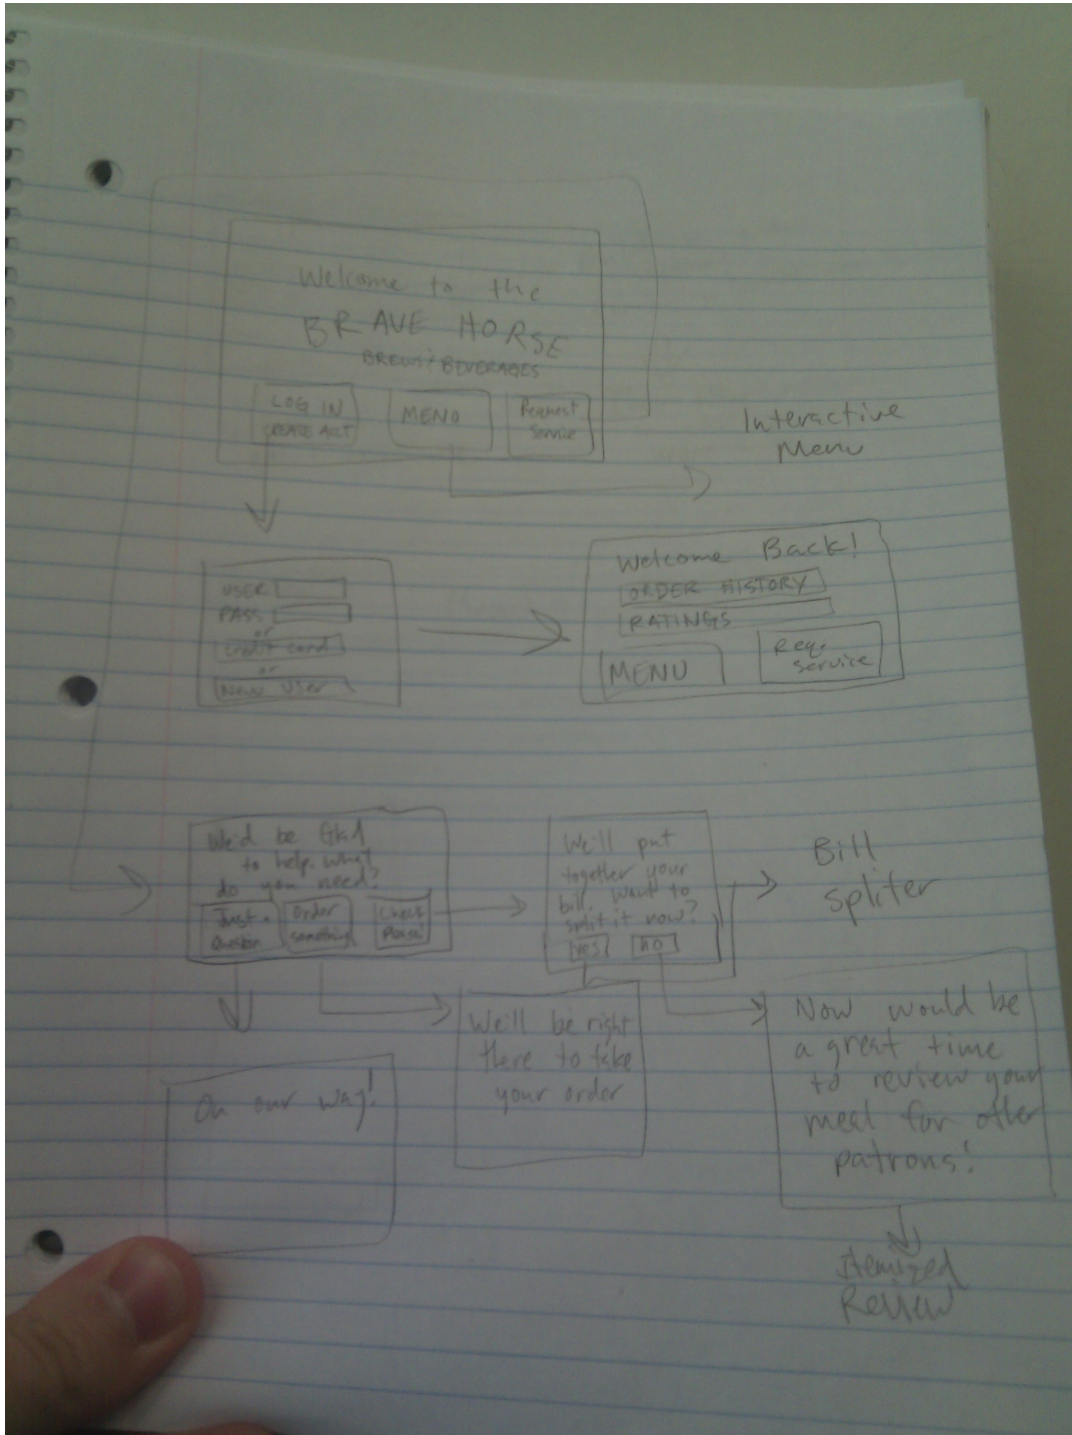 Welcome to the
BRAVE HORSE
BREWS & BEVERAGES
LOG IN
CREATE ACCT
MENU
Request
Service
Interactive
Menu
USER
PASS
or
credit card
or
New User
Welcome Back!
ORDER HISTORY
RATINGS
MENU
Req.
Service
We'd be Glad
to help. What
do you need?
Just a
Question
Order
something
Check
Please!
We'll put
together your
bill, want to
split it now?
Yes
NO
Bill
spliter
On our way!
We'll be right
there to take
your order
Now would be
a great time
to review your
meal for other
patrons!
Itemized
Review